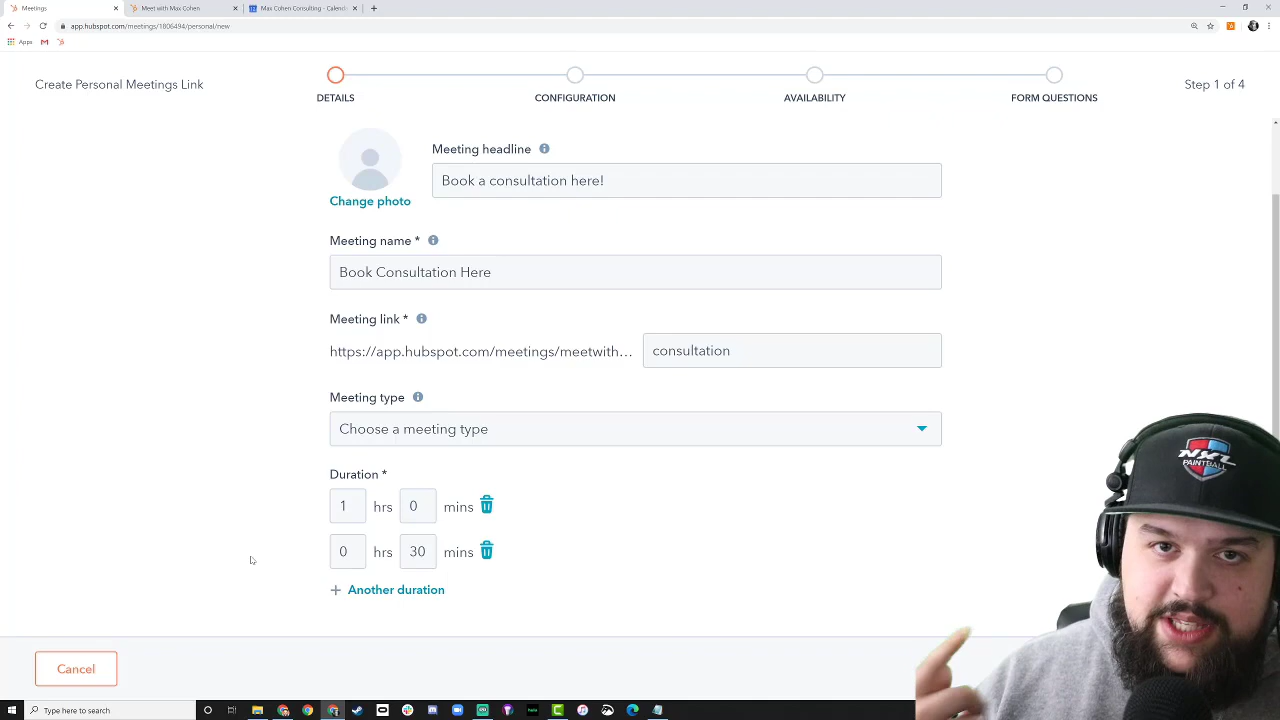 Meetings
Meet with Max Cohen
Max Cohen Consulting - Calend
app.hubspot.com/meetings/1806494/personal/new
Apps
Create Personal Meetings Link
DETAILS
CONFIGURATION
AVAILABILITY
FORM QUESTIONS
Step 1 of 4
Change photo
Meeting headline
Book a consultation here!
Meeting name *
Book Consultation Here
Meeting link *
https://app.hubspot.com/meetings/meetwith…
consultation
Meeting type
Choose a meeting type
Duration *
1 hrs 0 mins
0 hrs 30 mins
+ Another duration
Cancel
NXL
PAINTBALL
Type here to search
hulu